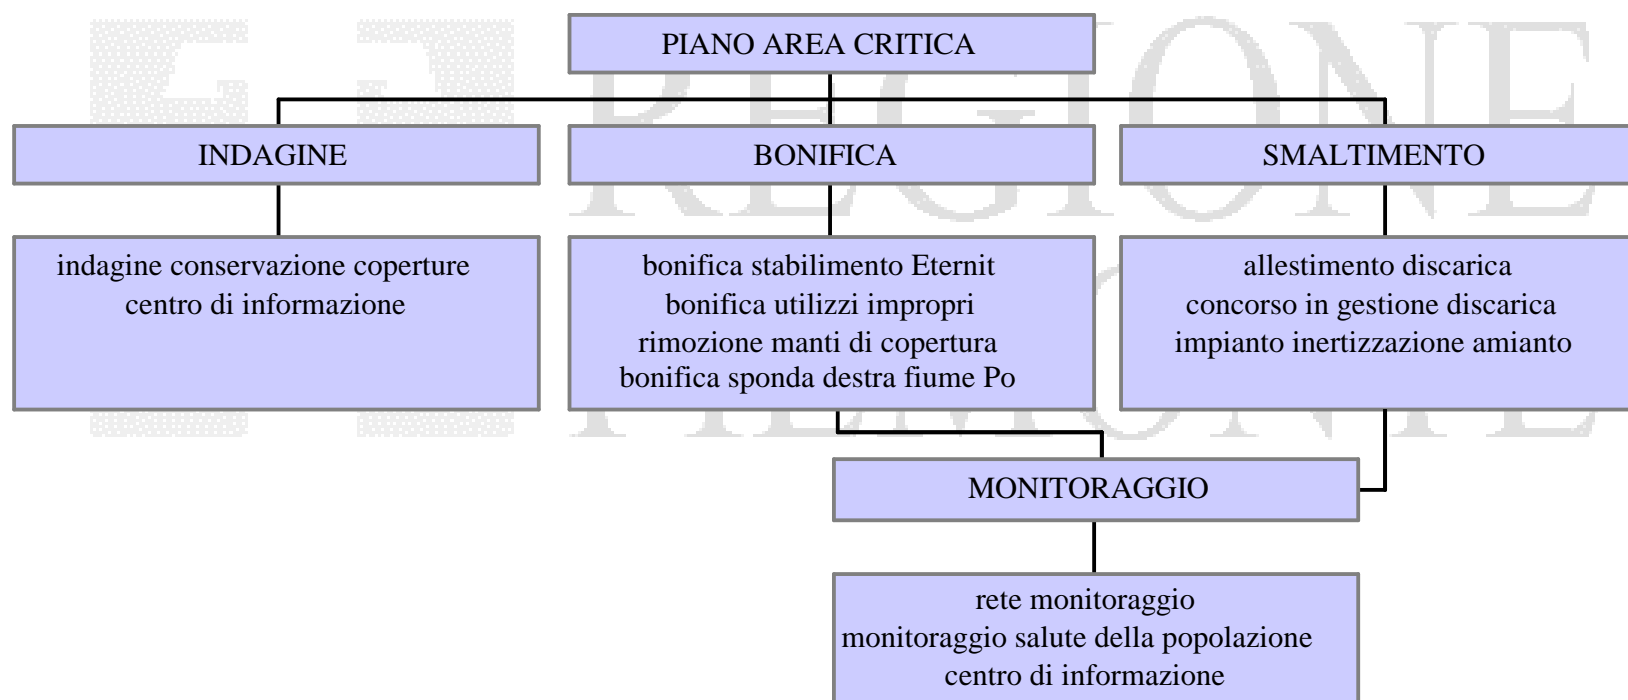 PIANO AREA CRITICA
INDAGINE
BONIFICA
SMALTIMENTO
indagine conservazione coperture
centro di informazione
bonifica stabilimento Eternit
bonifica utilizzi impropri
rimozione manti di copertura
bonifica sponda destra fiume Po
allestimento discarica
concorso in gestione discarica
impianto inertizzazione amianto
MONITORAGGIO
rete monitoraggio
monitoraggio salute della popolazione
centro di informazione
REGIONE
PIEMONTE